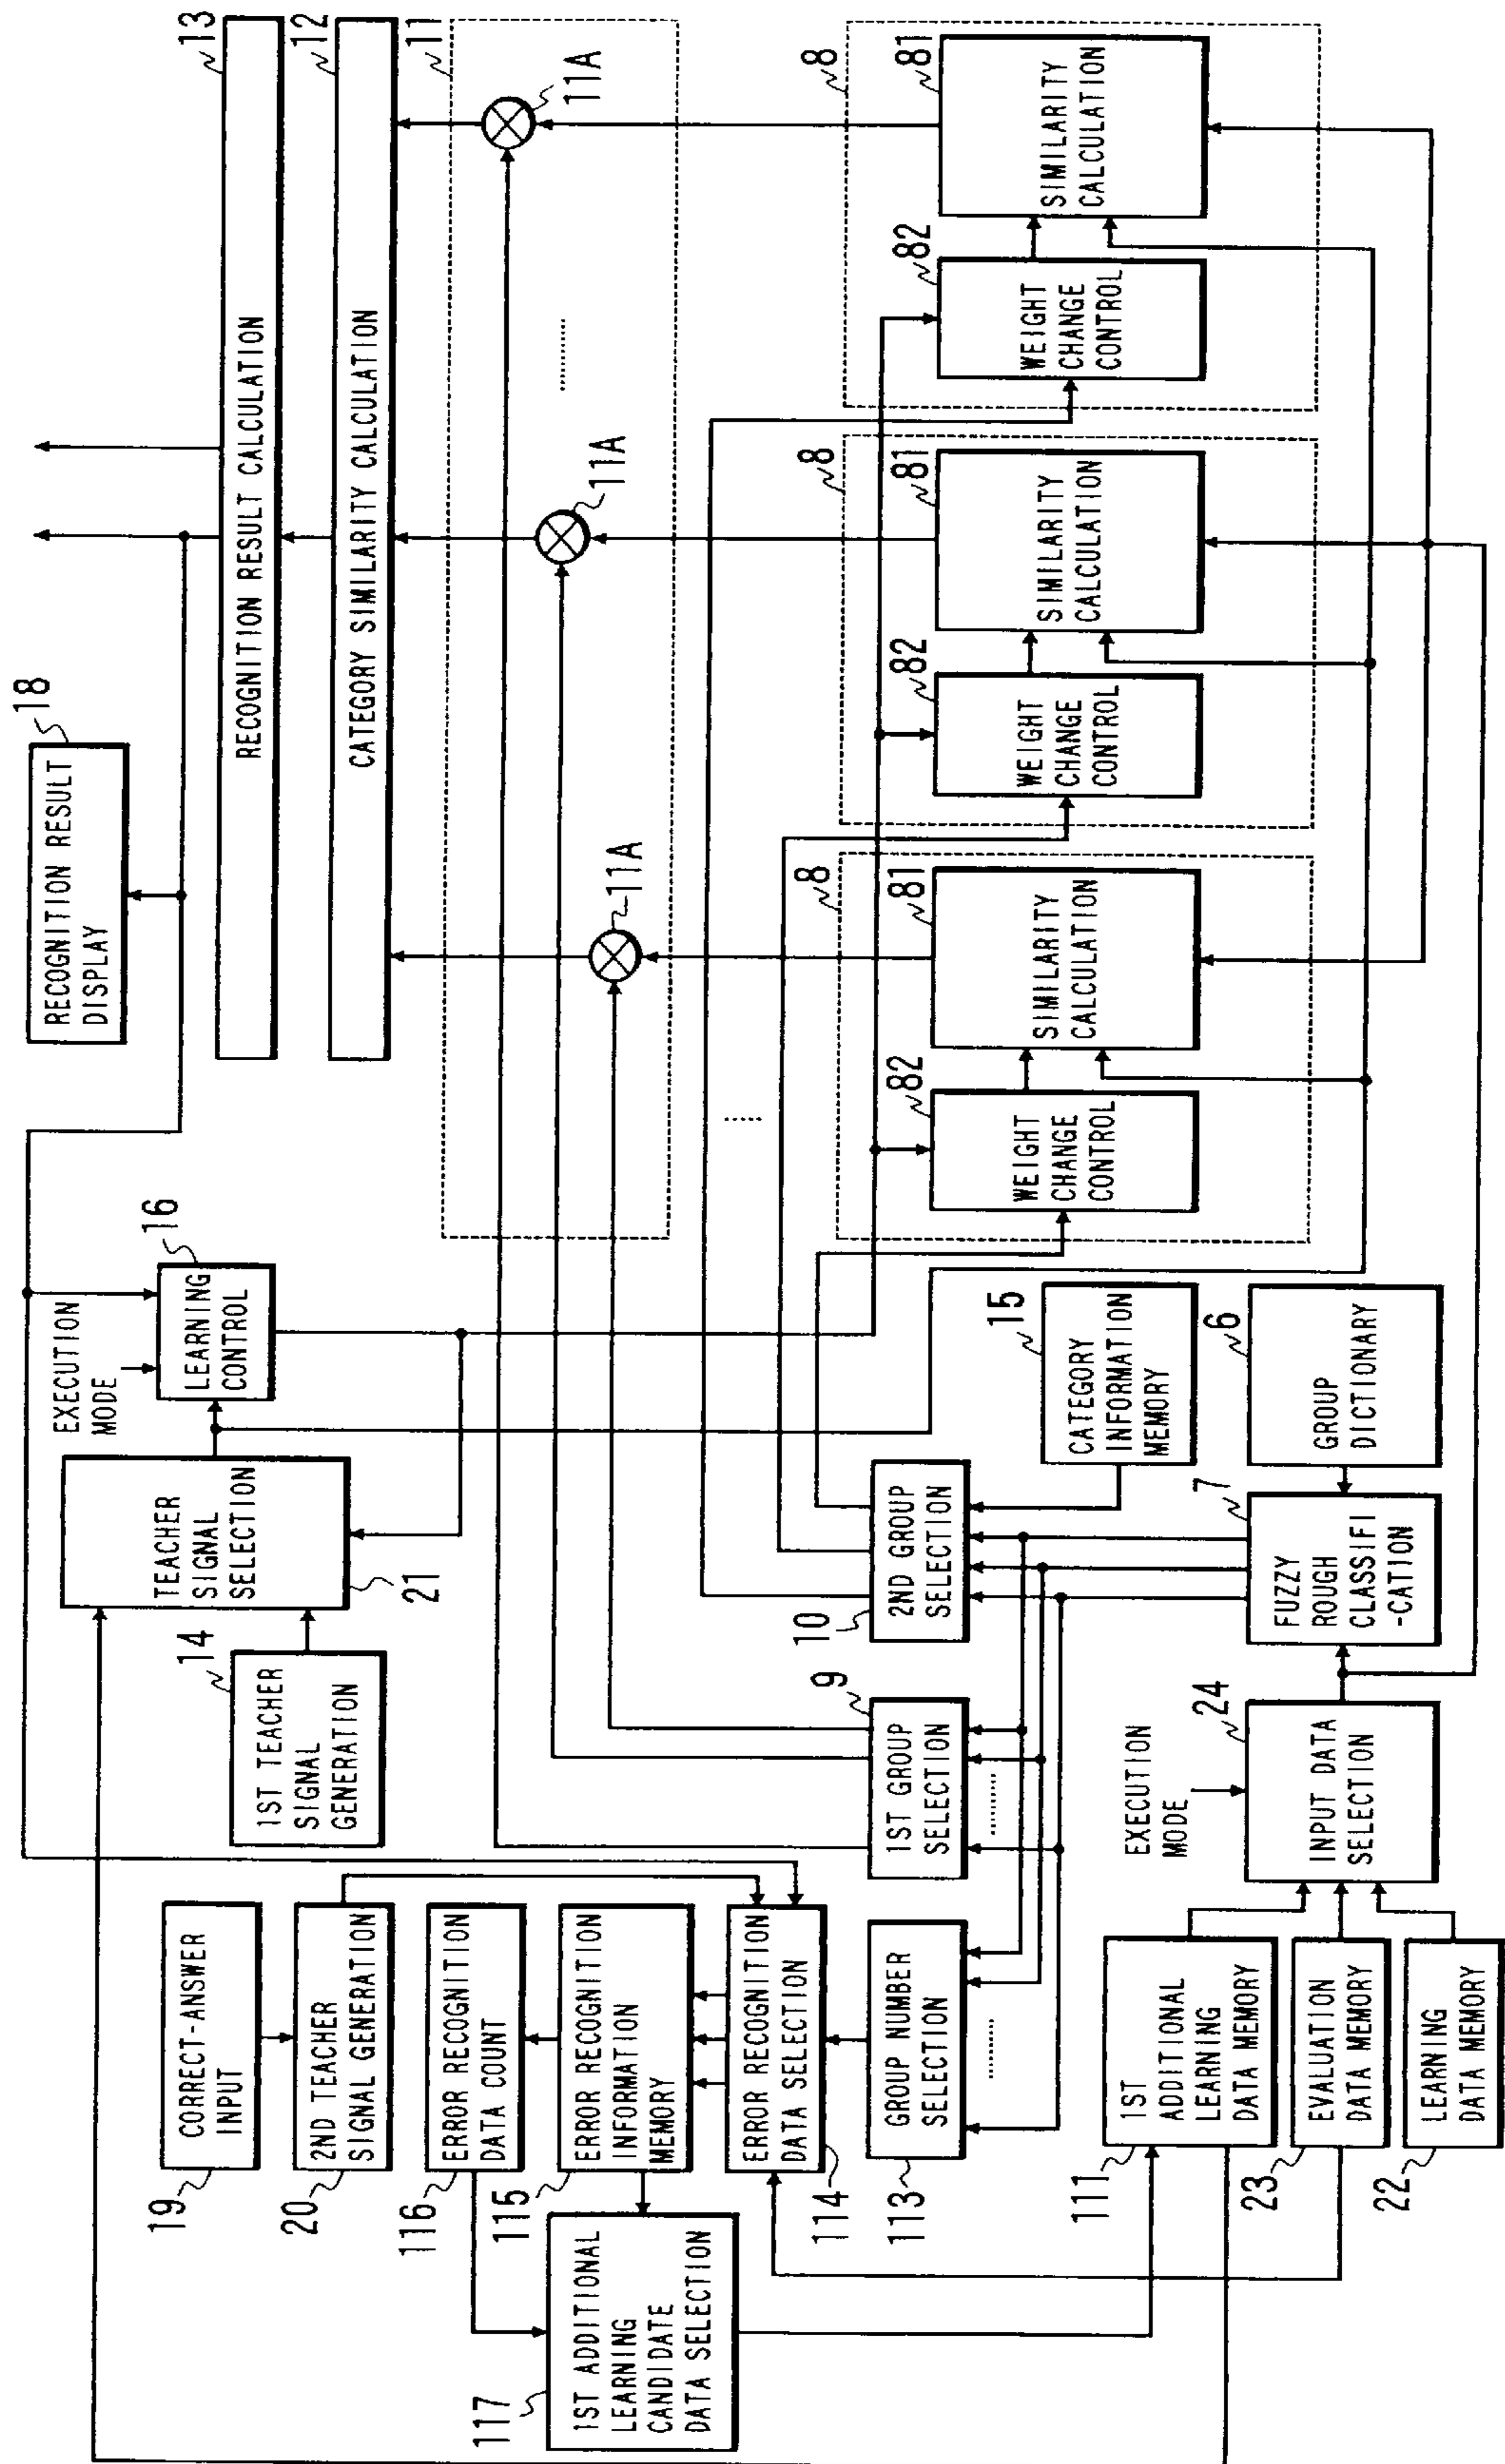 13
RECOGNITION RESULT CALCULATION
12
CATEGORY SIMILARITY CALCULATION
11
11A
11A
11A
18
RECOGNITION RESULT
DISPLAY
8
81
SIMILARITY
CALCULATION
82
WEIGHT
CHANGE
CONTROL
8
81
SIMILARITY
CALCULATION
82
WEIGHT
CHANGE
CONTROL
8
81
SIMILARITY
CALCULATION
82
WEIGHT
CHANGE
CONTROL
EXECUTION
MODE
16
LEARNING
CONTROL
TEACHER
SIGNAL
SELECTION
21
14
1ST TEACHER
SIGNAL
GENERATION
15
CATEGORY
INFORMATION
MEMORY
6
GROUP
DICTIONARY
10
2ND GROUP
SELECTION
7
FUZZY
ROUGH
CLASSIFI
-CATION
9
1ST GROUP
SELECTION
24
EXECUTION
MODE
INPUT DATA
SELECTION
CORRECT-ANSWER
INPUT
19
2ND TEACHER
SIGNAL GENERATION
20
ERROR RECOGNITION
DATA COUNT
116
ERROR RECOGNITION
INFORMATION
MEMORY
115
ERROR RECOGNITION
DATA SELECTION
114
GROUP NUMBER
SELECTION
113
1ST ADDITIONAL
LEARNING
CANDIDATE
DATA SELECTION
117
1ST
ADDITIONAL
LEARNING
DATA MEMORY
111
EVALUATION
DATA MEMORY
23
LEARNING
DATA MEMORY
22